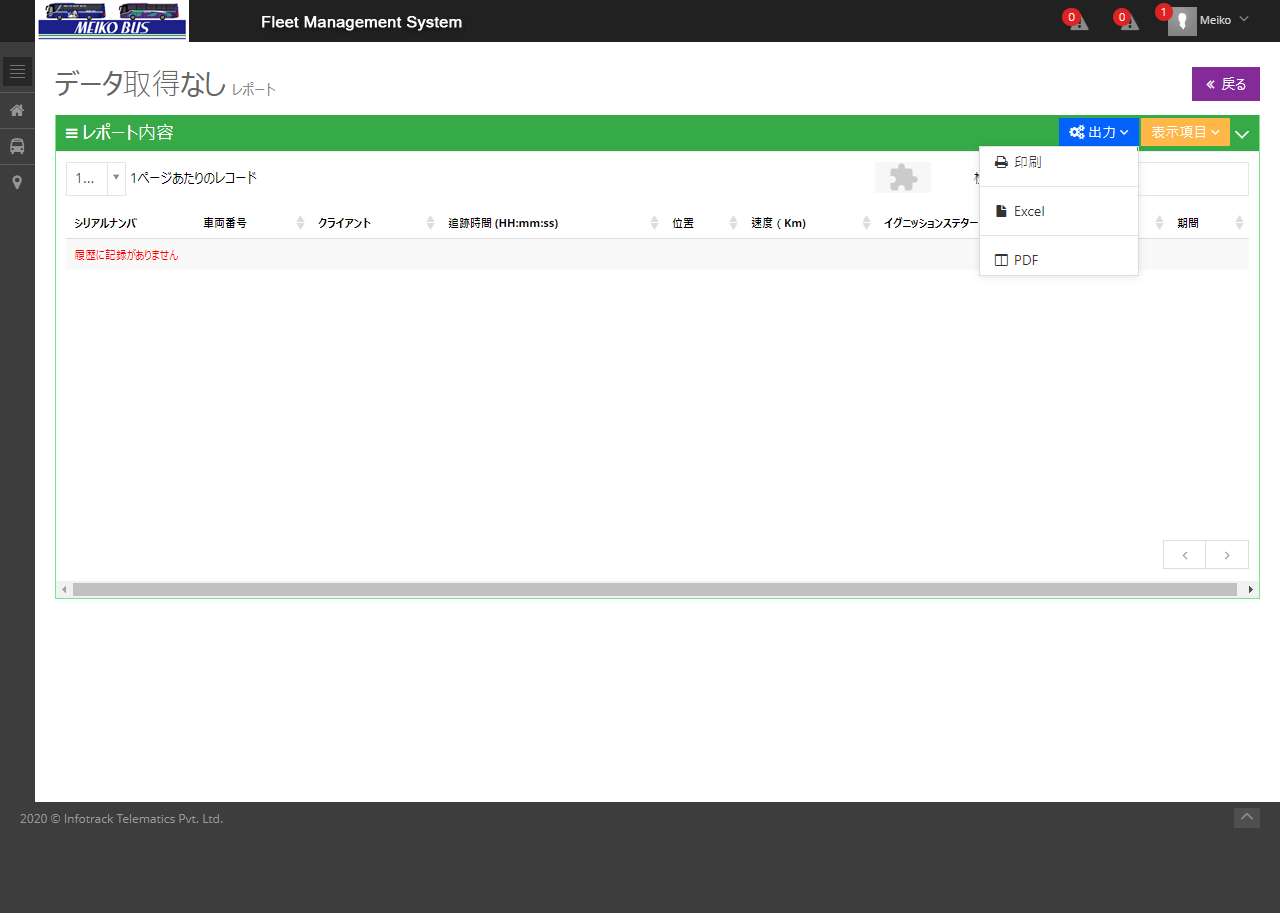 MEIKO BUS
Fleet Management System
0
0
1
Meiko
データ取得なし レポート
戻る
レポート内容
出力
表示項目
1...
1ページあたりのレコード
印刷
Excel
PDF
シリアルナンバ 車両番号 クライアント 追跡時間 (HH:mm:ss) 位置 速度 ( Km) イグニッションステター 期間
履歴に記録がありません
2020 © Infotrack Telematics Pvt. Ltd.